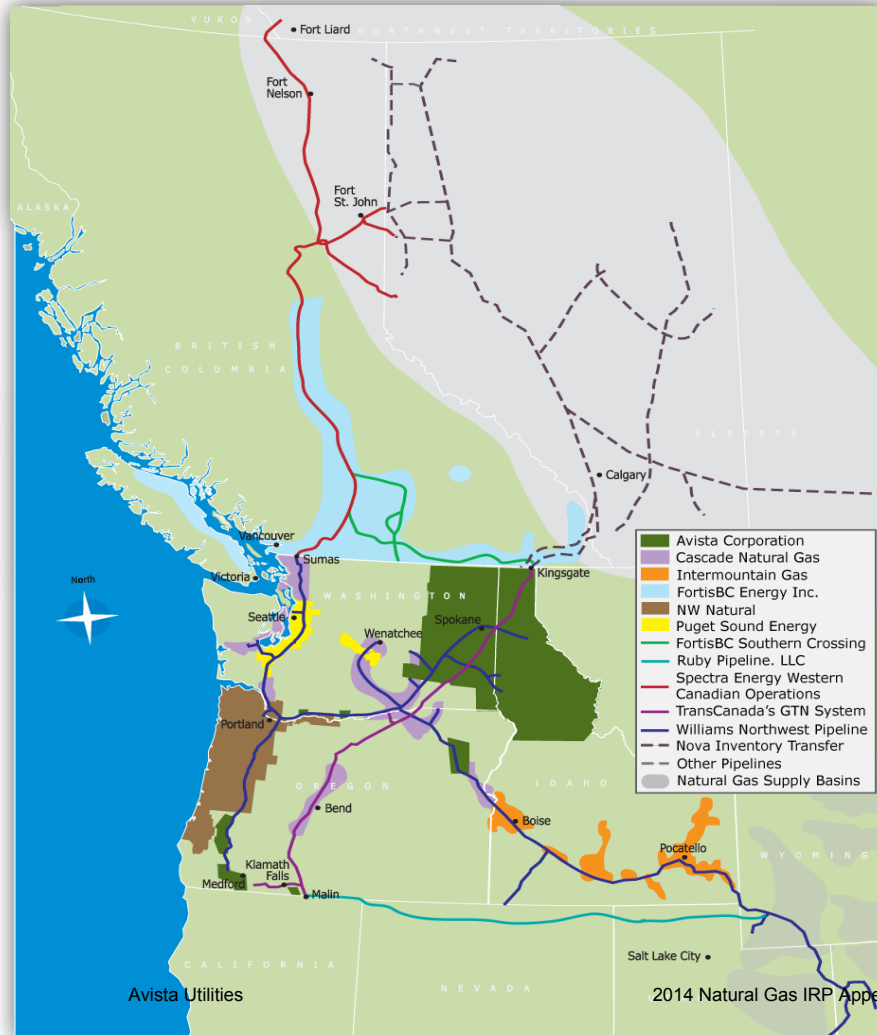 YUKON
Fort Liard
NORTHWEST TERRITORIES
Fort
Nelson
Fort
St. John
ALASKA
BRITISH
COLUMBIA
ALBERTA
Calgary
Vancouver
Sumas
Kingsgate
Victoria
North
WASHINGTON
Seattle
Spokane
Wenatchee
Portland
OREGON
IDAHO
Bend
Boise
Pocatello
WYOMING
Klamath
Falls
Medford
Malin
Salt Lake City
CALIFORNIA
NEVADA
Avista Corporation
Cascade Natural Gas
Intermountain Gas
FortisBC Energy Inc.
NW Natural
Puget Sound Energy
FortisBC Southern Crossing
Ruby Pipeline. LLC
Spectra Energy Western
Canadian Operations
TransCanada's GTN System
Williams Northwest Pipeline
Nova Inventory Transfer
Other Pipelines
Natural Gas Supply Basins
Avista Utilities
2014 Natural Gas IRP Appe